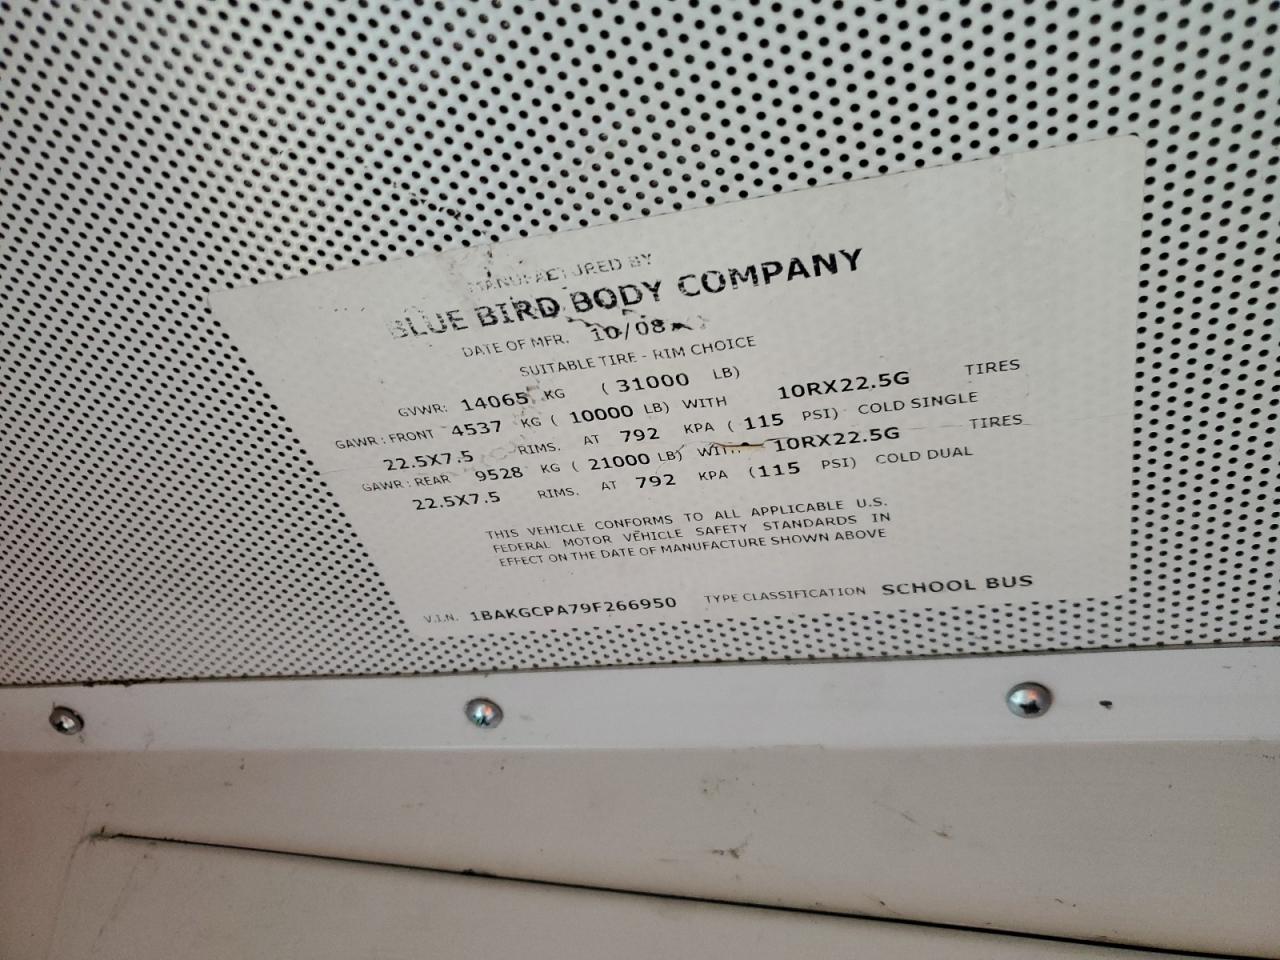 MANUFACTURED BY
BLUE BIRD BODY COMPANY
DATE OF MFR. 10/08
SUITABLE TIRE - RIM CHOICE
GVWR: 14065 KG ( 31000 LB)
GAWR : FRONT 4537 KG ( 10000 LB) WITH 10RX22.5G TIRES
22.5X7.5 RIMS. AT 792 KPA ( 115 PSI) COLD SINGLE
GAWR : REAR 9528 KG ( 21000 LB) WITH 10RX22.5G TIRES
22.5X7.5 RIMS. AT 792 KPA (115 PSI) COLD DUAL
THIS VEHICLE CONFORMS TO ALL APPLICABLE U.S.
FEDERAL MOTOR VEHICLE SAFETY STANDARDS IN
EFFECT ON THE DATE OF MANUFACTURE SHOWN ABOVE
V.I.N. 1BAKGCPA79F266950 TYPE CLASSIFICATION SCHOOL BUS